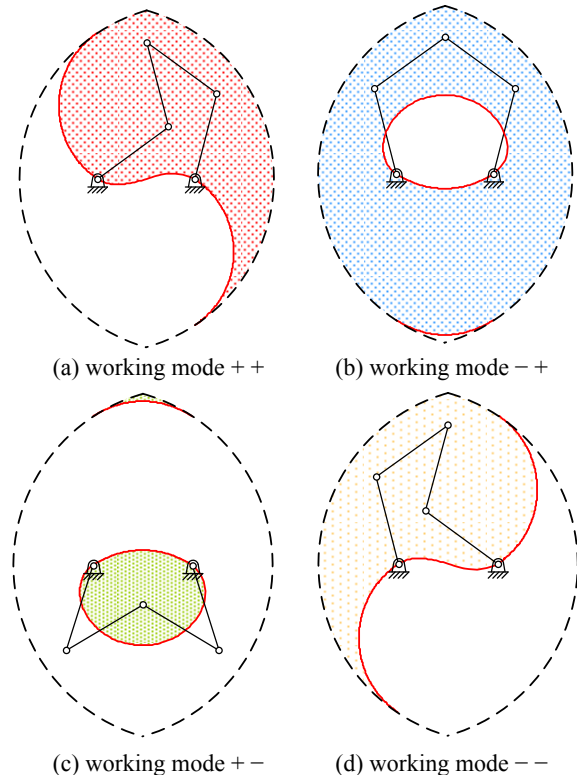 (a) working mode + +
(b) working mode − +
(c) working mode + −
(d) working mode − −